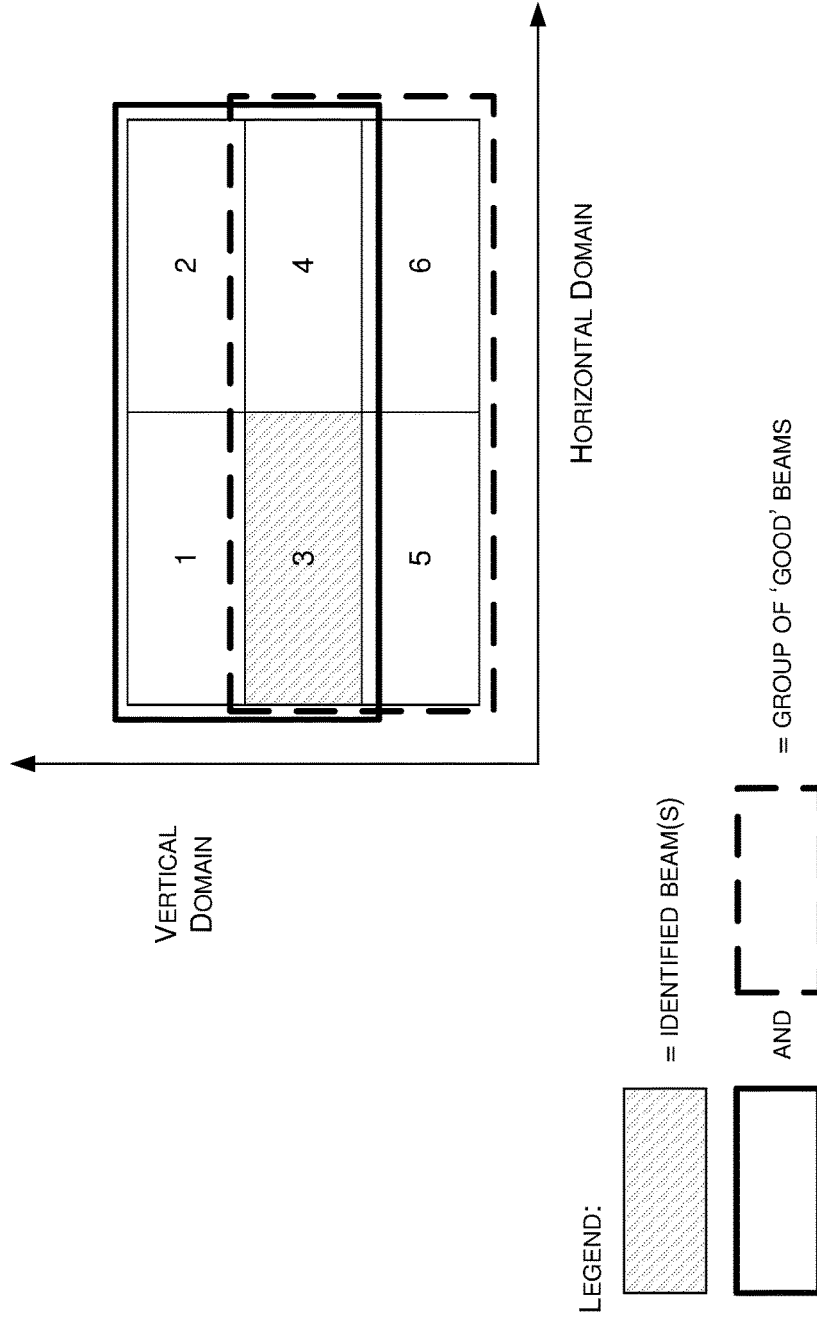 VERTICAL
DOMAIN
1
2
3
4
5
6
HORIZONTAL DOMAIN
LEGEND:
= IDENTIFIED BEAM(S)
AND
= GROUP OF 'GOOD' BEAMS